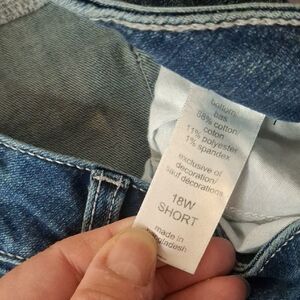 bottom
bas
88% cotton
coton
11% polyester
1% spandex
exclusive of
decoration/
sauf décorations
18W
SHORT
made in
bangladesh